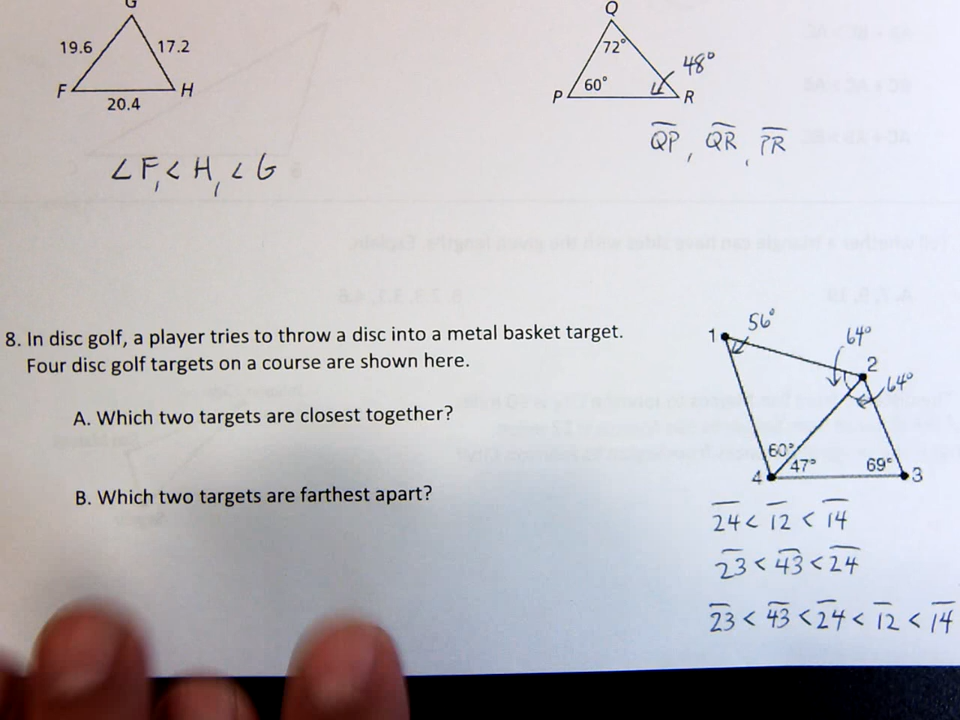 G
19.6
17.2
F
H
20.4
∠F, < H, ∠G
Q
72°
60°
48°
P
R
QP, QR, PR
8. In disc golf, a player tries to throw a disc into a metal basket target.
Four disc golf targets on a course are shown here.
A. Which two targets are closest together?
B. Which two targets are farthest apart?
1
56°
64°
2
64°
60°
47°
69°
4
3
24 < 12 < 14
23 < 43 < 24
23 < 43 < 24 < 12 < 14